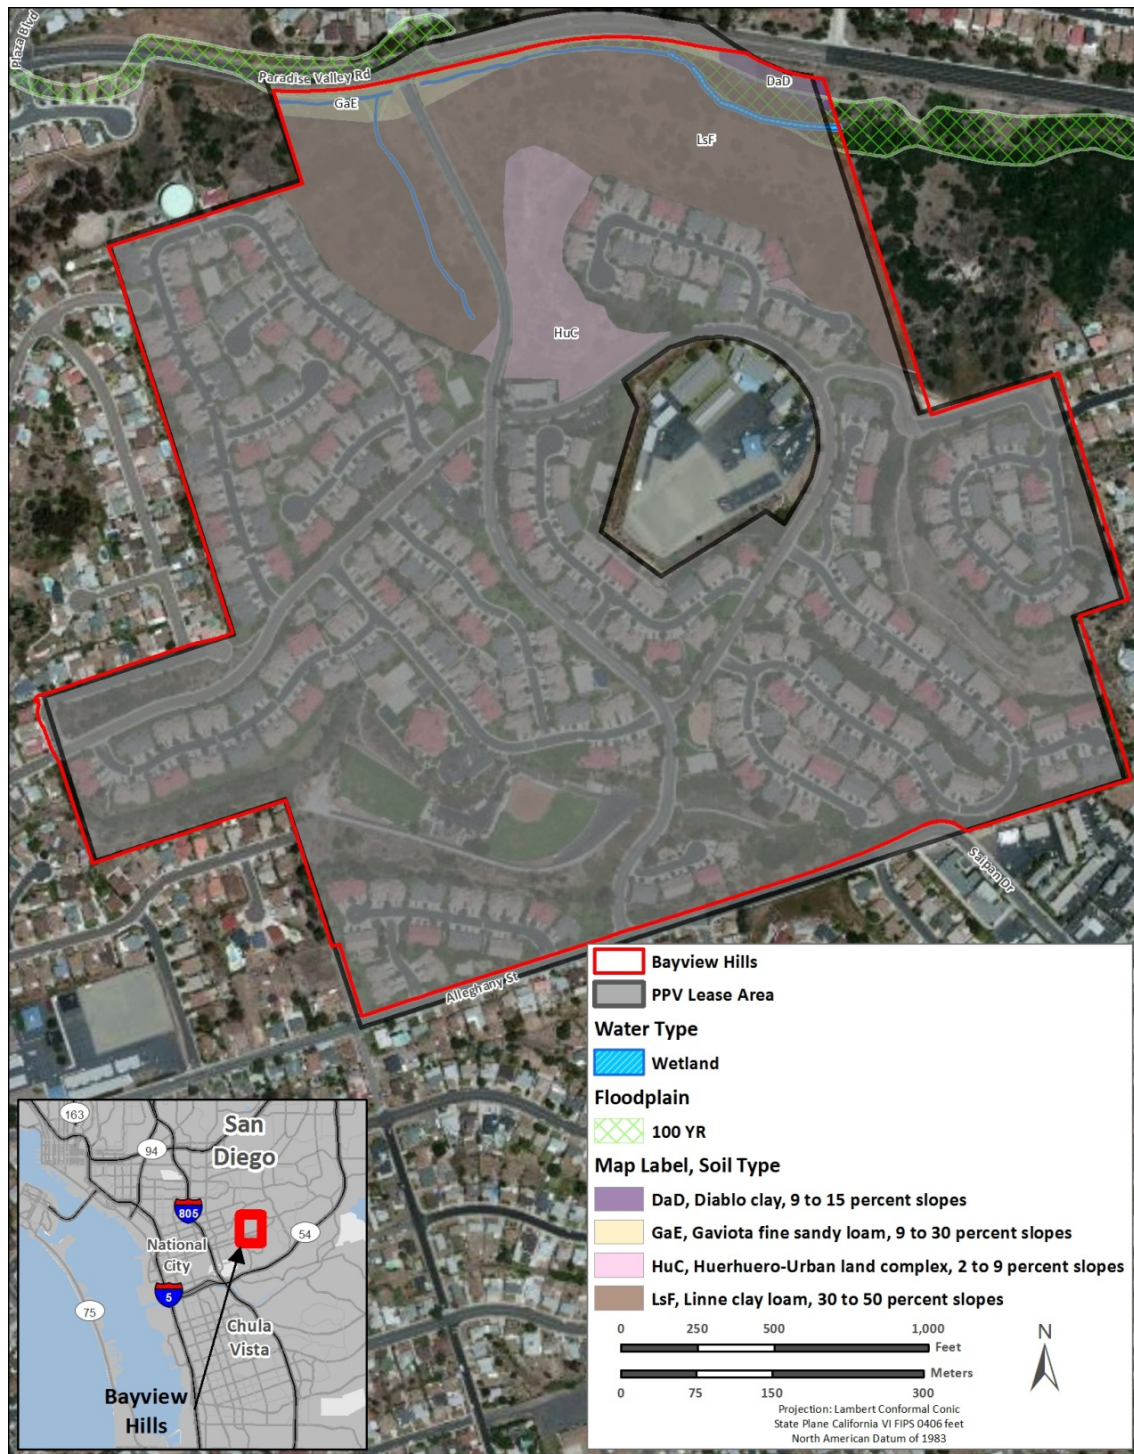 Plaza Blvd
Paradise Valley Rd
DaD
GaE
LsF
HuC
Saipan Dr
Alleghany St
Bayview Hills
PPV Lease Area
Water Type
Wetland
Floodplain
100 YR
Map Label, Soil Type
DaD, Diablo clay, 9 to 15 percent slopes
GaE, Gaviota fine sandy loam, 9 to 30 percent slopes
HuC, Huerhuero-Urban land complex, 2 to 9 percent slopes
LsF, Linne clay loam, 30 to 50 percent slopes
0 250 500 1,000
Feet
Meters
0 75 150 300
N
Projection: Lambert Conformal Conic
State Plane California VI FIPS 0406 feet
North American Datum of 1983
163
San
Diego
94
805
54
National
City
5
75
Chula
Vista
Bayview
Hills